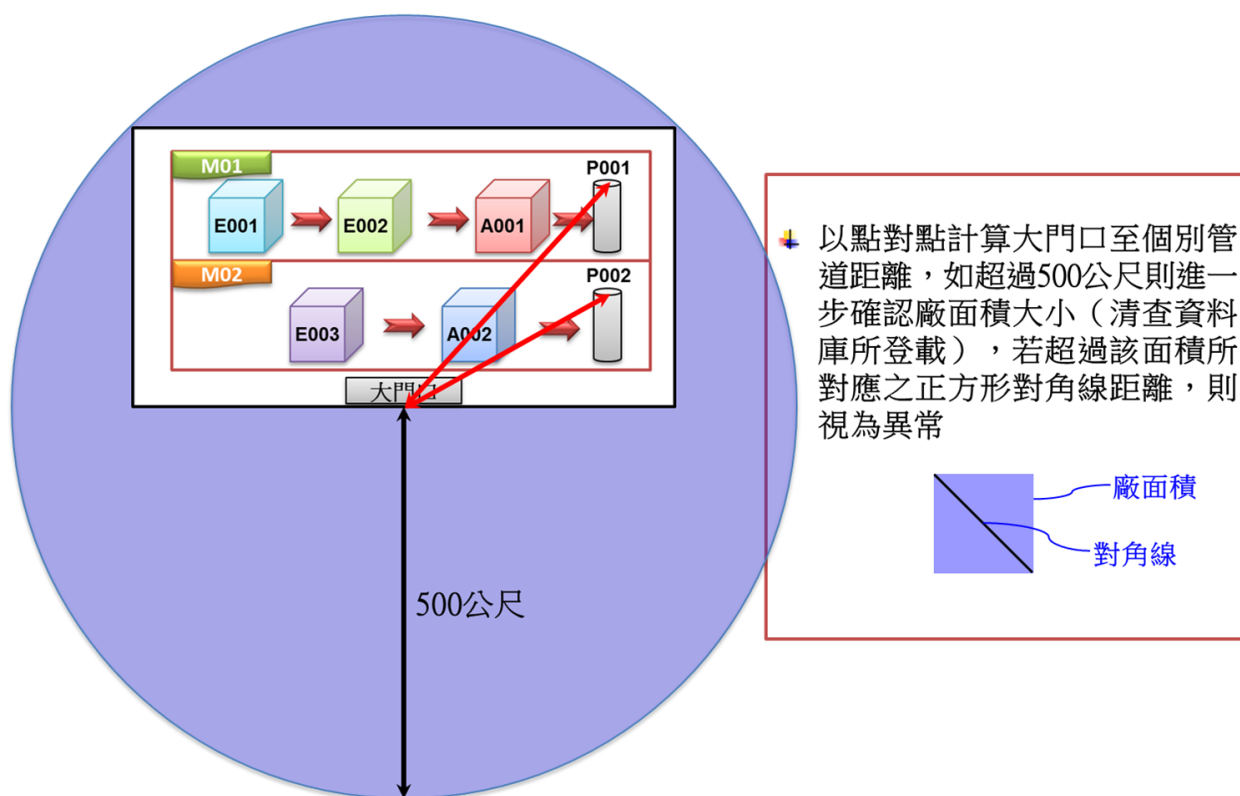 M01
P001
E001
E002
A001
M02
P002
E003
A002
大門口
500公尺
以點對點計算大門口至個別管
道距離，如超過500公尺則進一
步確認廠面積大小（清查資料
庫所登載），若超過該面積所
對應之正方形對角線距離，則
視為異常
廠面積
對角線